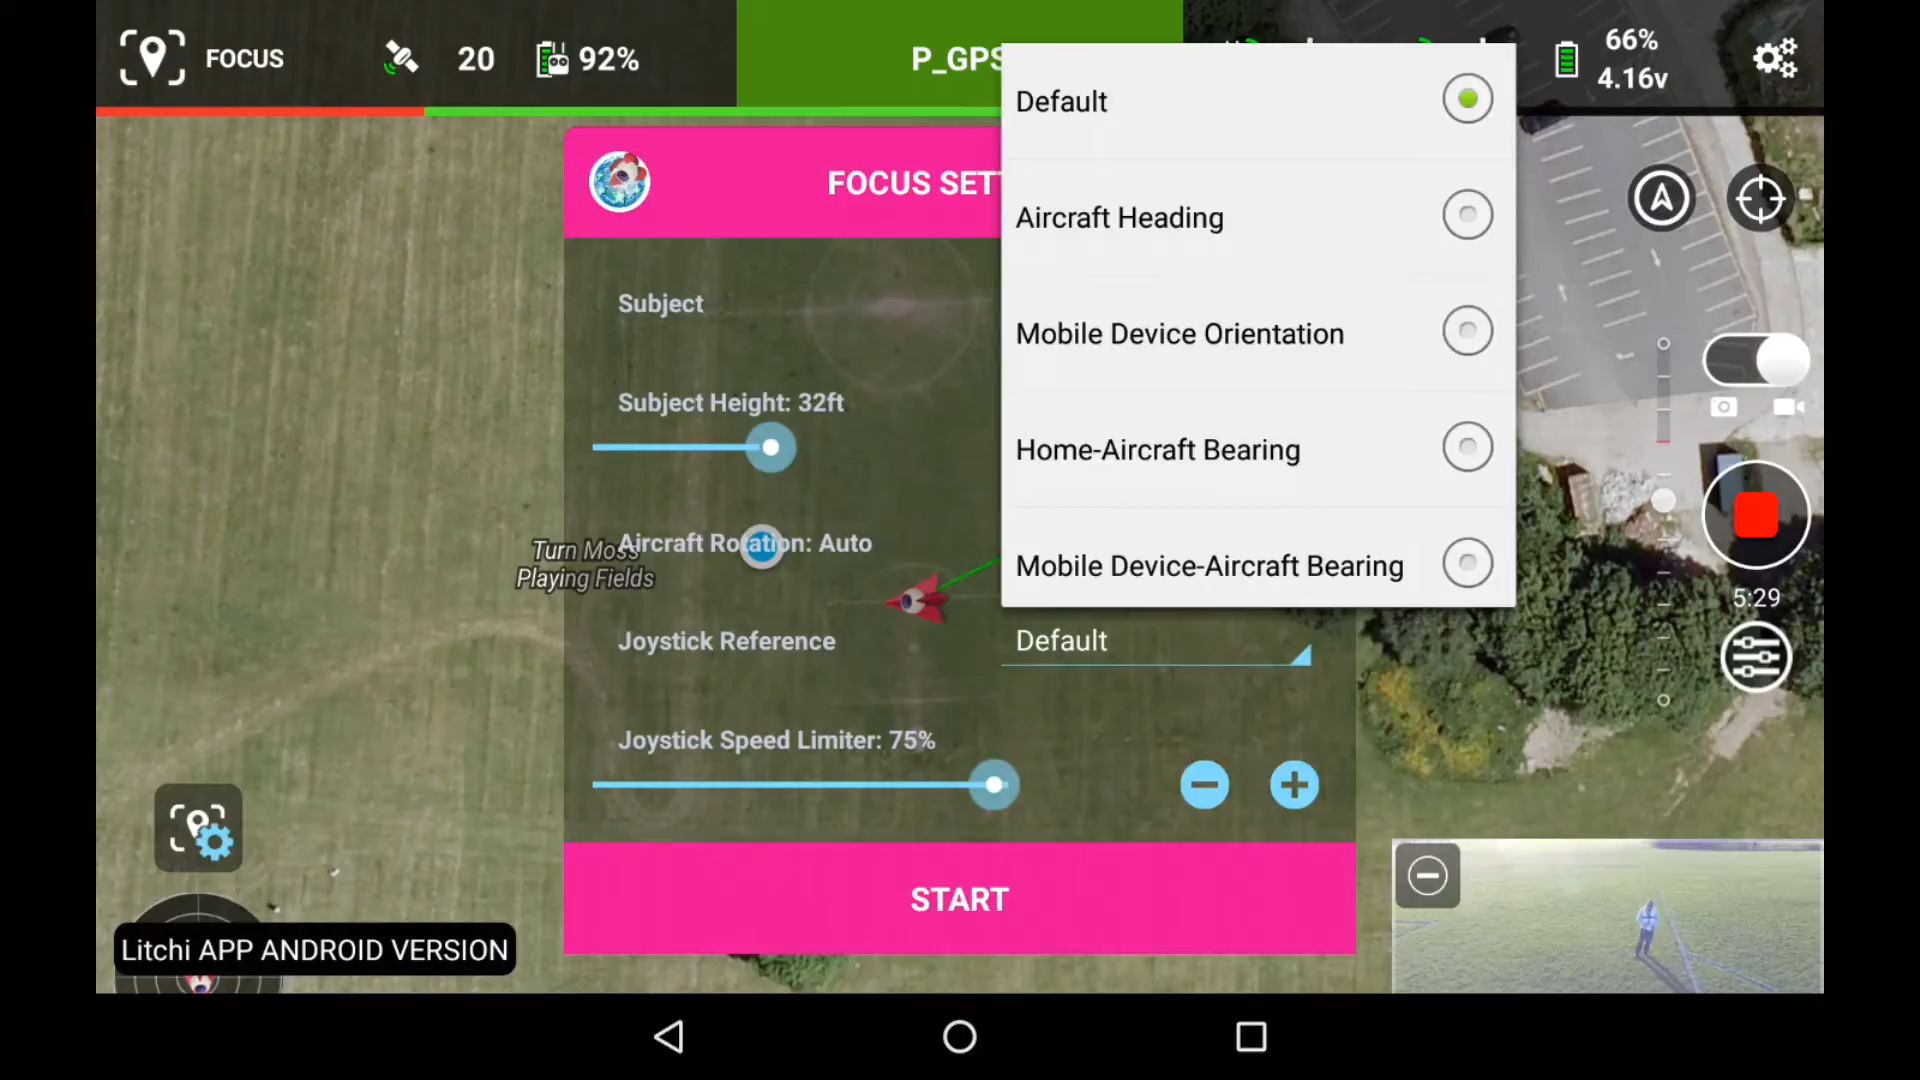 FOCUS
20
92%
P_GPS
66%
4.16v
FOCUS SET
Default
Aircraft Heading
Mobile Device Orientation
Home-Aircraft Bearing
Mobile Device-Aircraft Bearing
Subject
Subject Height: 32ft
Aircraft Rotation: Auto
Turn Moss
Playing Fields
Joystick Reference
Default
Joystick Speed Limiter: 75%
5:29
START
Litchi APP ANDROID VERSION